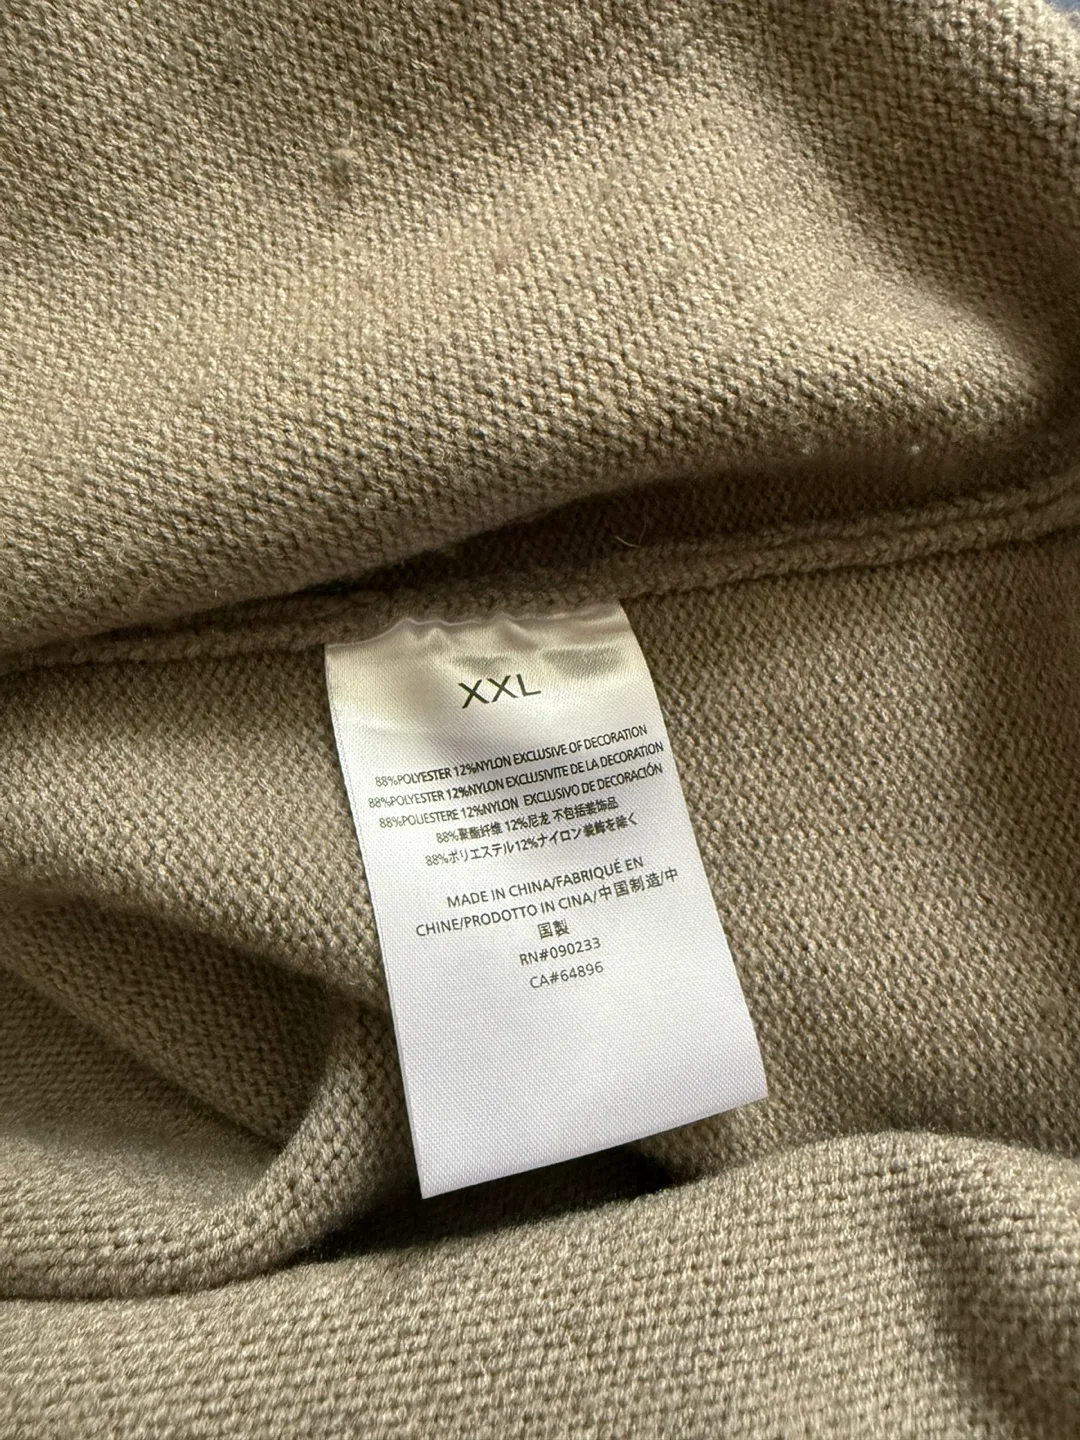 XXL
88%POLYESTER 12%NYLON EXCLUSIVE OF DECORATION
88%POLYESTER 12%NYLON EXCLUSIVITE DE LA DECORATION
88%POLIESTERE 12%NYLON EXCLUSIVO DE DECORACIÓN
88%聚酯纤维 12%尼龙 不包括装饰品
88%ポリエステル12%ナイロン 装飾を除く
MADE IN CHINA/FABRIQUÉ EN
CHINE/PRODOTTO IN CINA/中国制造/中
国製
RN#090233
CA#64896